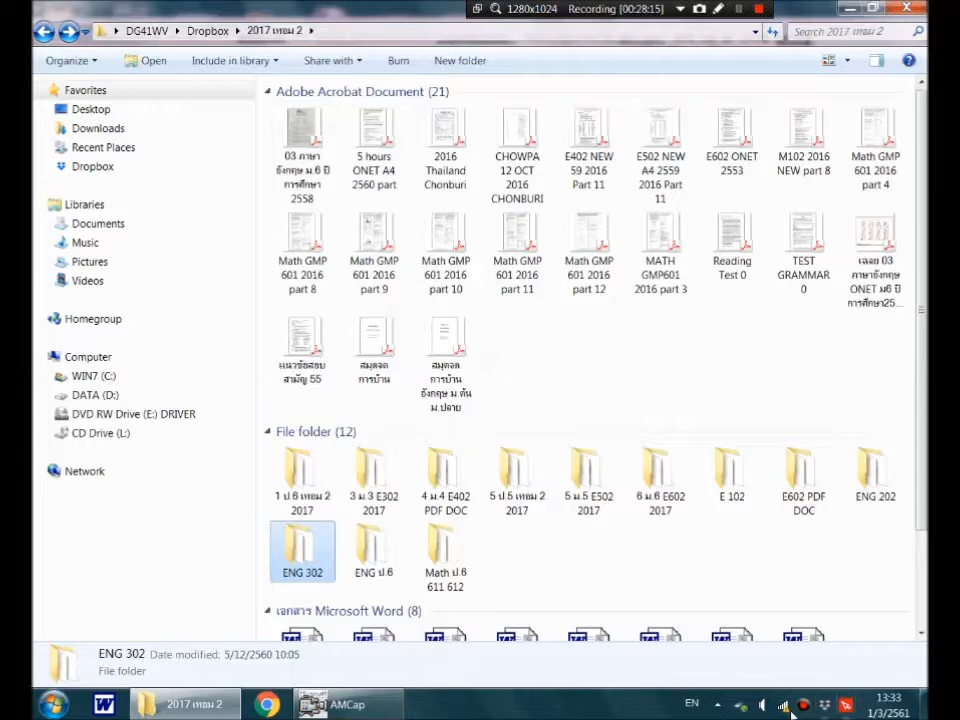 1280x1024 Recording [00:28:15]
DG41WV Dropbox 2017 เทอม 2
Search 2017 เทอม 2
Organize Open Include in library Share with Burn New folder
Favorites
Desktop
Downloads
Recent Places
Dropbox
Libraries
Documents
Music
Pictures
Videos
Homegroup
Computer
WIN7 (C:)
DATA (D:)
DVD RW Drive (E:) DRIVER
CD Drive (L:)
Network
Adobe Acrobat Document (21)
03 ภาษา
อังกฤษ ม.6 ปี
การศึกษา
2558
5 hours
ONET A4
2560 part
2016
Thailand
Chonburi
CHOWPA
12 OCT
2016
CHONBURI
E402 NEW
59 2016
Part 11
E502 NEW
A4 2559
2016 Part
11
E602 ONET
2553
M102 2016
NEW part 8
Math GMP
601 2016
part 4
Math GMP
601 2016
part 8
Math GMP
601 2016
part 9
Math GMP
601 2016
part 10
Math GMP
601 2016
part 11
Math GMP
601 2016
part 12
MATH
GMP601
2016 part 3
Reading
Test 0
TEST
GRAMMAR
0
เฉลย 03
ภาษาอังกฤษ
ONET ม6 ปี
การศึกษา25...
แนวข้อสอบ
สามัญ 55
สมุดจด
การบ้าน
สมุดจด
การบ้าน
อังกฤษ ม.ต้น
ม.ปลาย
File folder (12)
1 ป.6 เทอม 2
2017
3 ม.3 E302
2017
4 ม.4 E402
PDF DOC
5 ป.5 เทอม 2
2017
5 ม.5 E502
2017
6 ม.6 E602
2017
E 102
E602 PDF
DOC
ENG 202
ENG 302
ENG ป.6
Math ป.6
611 612
เอกสาร Microsoft Word (8)
ENG 302 Date modified: 5/12/2560 10:05
File folder
2017 เทอม 2
AMCap
EN
13:33
1/3/2561